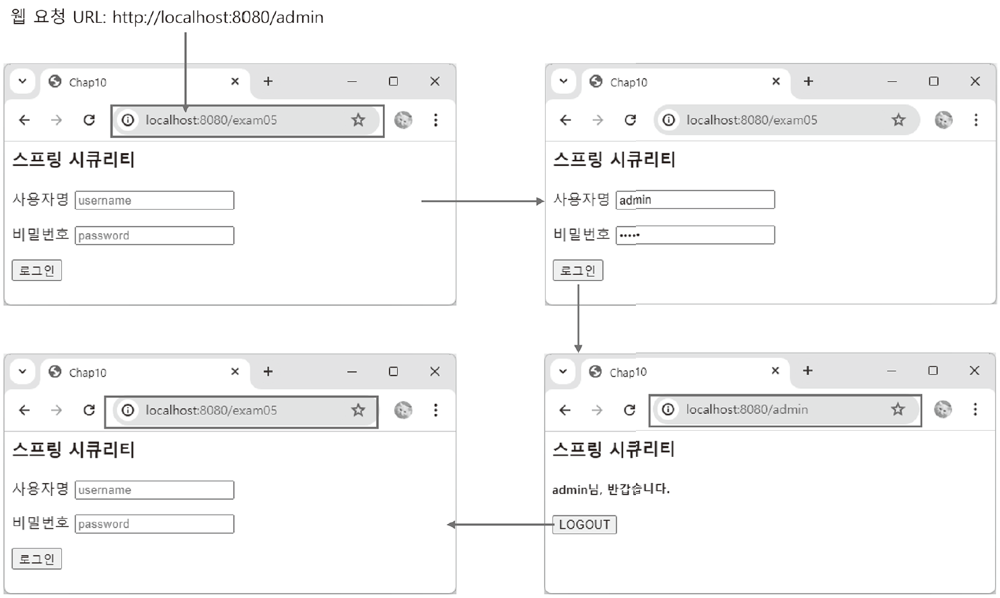 웹 요청 URL: http://localhost:8080/admin
Chap10
localhost:8080/exam05
스프링 시큐리티
사용자명 username
비밀번호 password
로그인
Chap10
localhost:8080/exam05
스프링 시큐리티
사용자명 admin
비밀번호 •••••
로그인
Chap10
localhost:8080/exam05
스프링 시큐리티
사용자명 username
비밀번호 password
로그인
Chap10
localhost:8080/admin
스프링 시큐리티
admin님, 반갑습니다.
LOGOUT